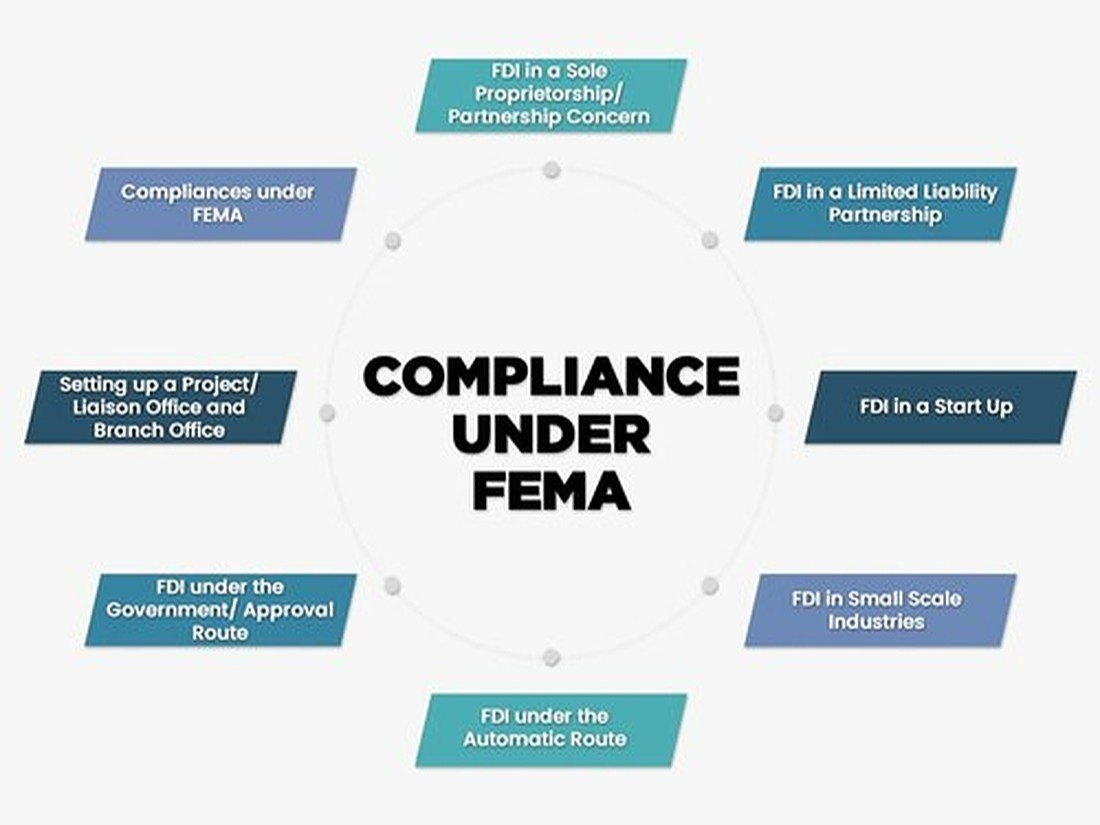 FDI in a Sole
Proprietorship/
Partnership Concern
Compliances under
FEMA
FDI in a Limited Liability
Partnership
Setting up a Project/
Liaison Office and
Branch Office
COMPLIANCE
UNDER
FEMA
FDI in a Start Up
FDI under the
Government/ Approval
Route
FDI in Small Scale
Industries
FDI under the
Automatic Route